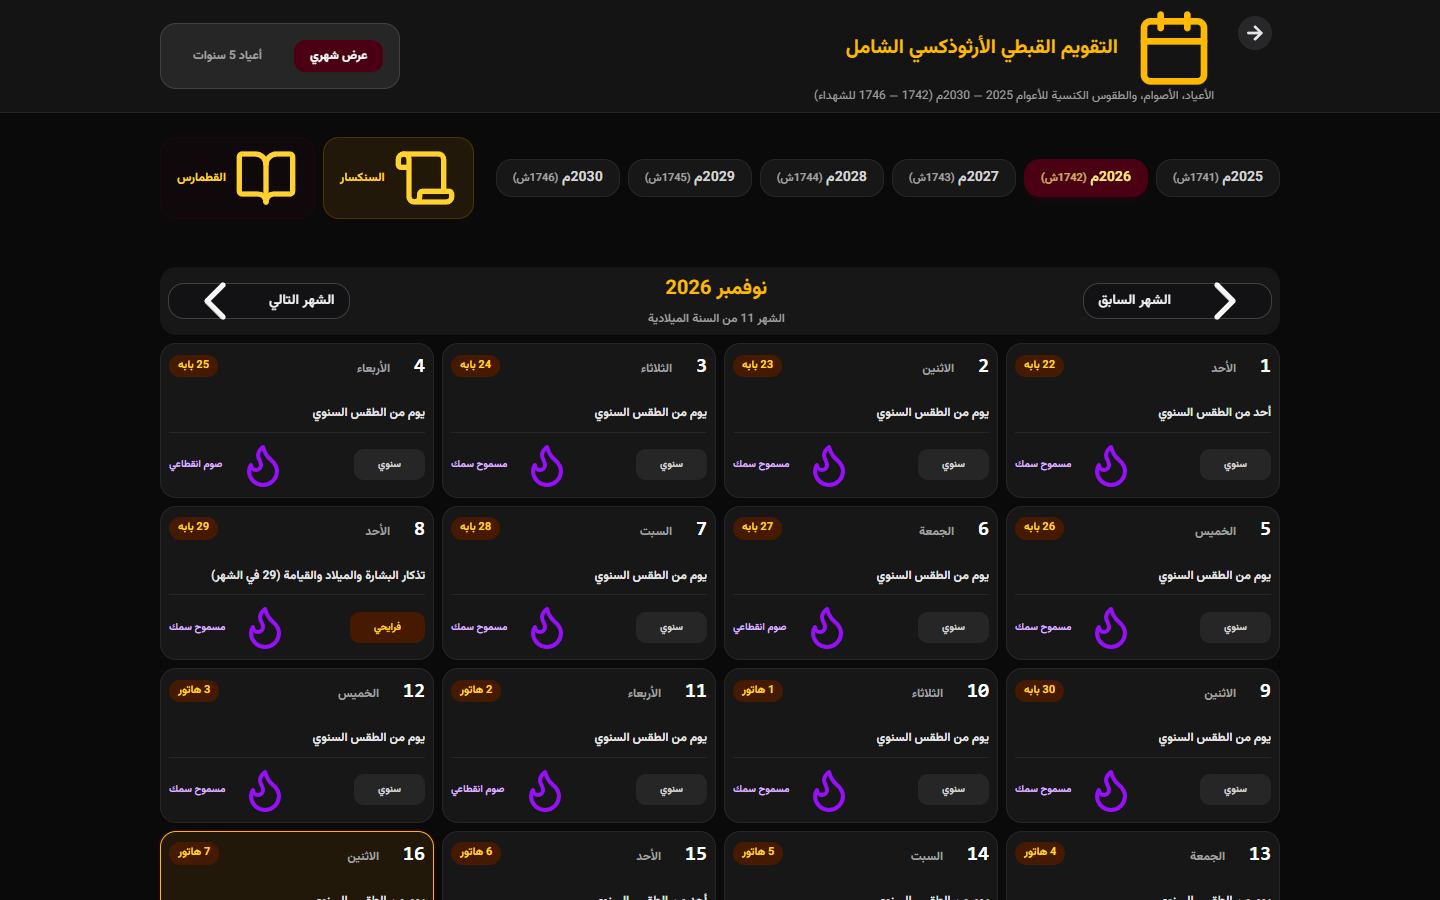 التقويم القبطي الأرثوذكسي الشامل
الأعياد، الأصوام، والطقوس الكنسية للأعوام 2025 — 2030م (1742 — 1746 للشهداء)
عرض شهري
أعياد 5 سنوات
2025م (1741ش)
2026م (1742ش)
2027م (1743ش)
2028م (1744ش)
2029م (1745ش)
2030م (1746ش)
السنكسار
القطمارس
الشهر السابق
نوفمبر 2026
الشهر 11 من السنة الميلادية
الشهر التالي
1 الأحد 22 بابه
أحد من الطقس السنوي
سنوي مسموح سمك
2 الاثنين 23 بابه
يوم من الطقس السنوي
سنوي مسموح سمك
3 الثلاثاء 24 بابه
يوم من الطقس السنوي
سنوي مسموح سمك
4 الأربعاء 25 بابه
يوم من الطقس السنوي
سنوي صوم انقطاعي
5 الخميس 26 بابه
يوم من الطقس السنوي
سنوي مسموح سمك
6 الجمعة 27 بابه
يوم من الطقس السنوي
سنوي صوم انقطاعي
7 السبت 28 بابه
يوم من الطقس السنوي
سنوي مسموح سمك
8 الأحد 29 بابه
تذكار البشارة والميلاد والقيامة (29 في الشهر)
فرايحي مسموح سمك
9 الاثنين 30 بابه
يوم من الطقس السنوي
سنوي مسموح سمك
10 الثلاثاء 1 هاتور
يوم من الطقس السنوي
سنوي مسموح سمك
11 الأربعاء 2 هاتور
يوم من الطقس السنوي
سنوي صوم انقطاعي
12 الخميس 3 هاتور
يوم من الطقس السنوي
سنوي مسموح سمك
13 الجمعة 4 هاتور
14 السبت 5 هاتور
15 الأحد 6 هاتور
16 الاثنين 7 هاتور